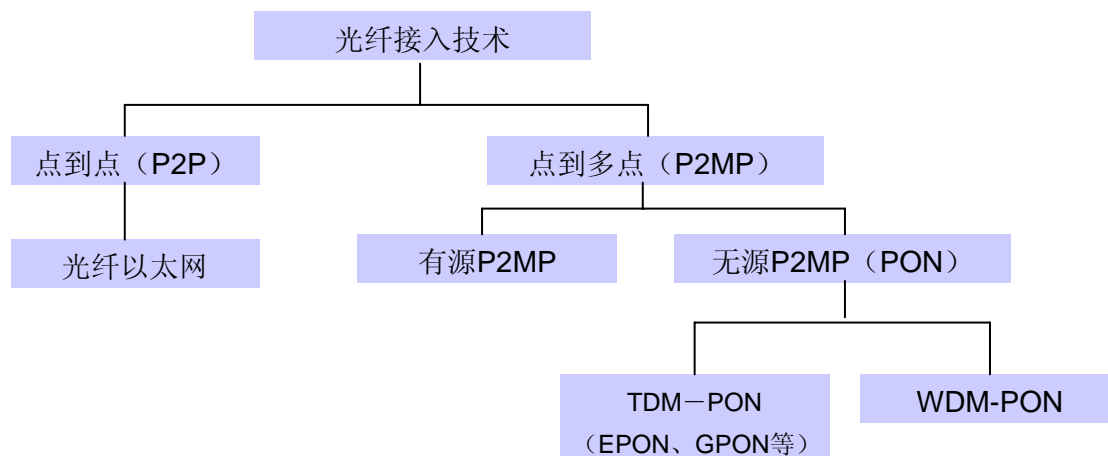 光纤接入技术
点到点（P2P）
点到多点（P2MP）
光纤以太网
有源P2MP
无源P2MP（PON）
TDM－PON
（EPON、GPON等）
WDM-PON